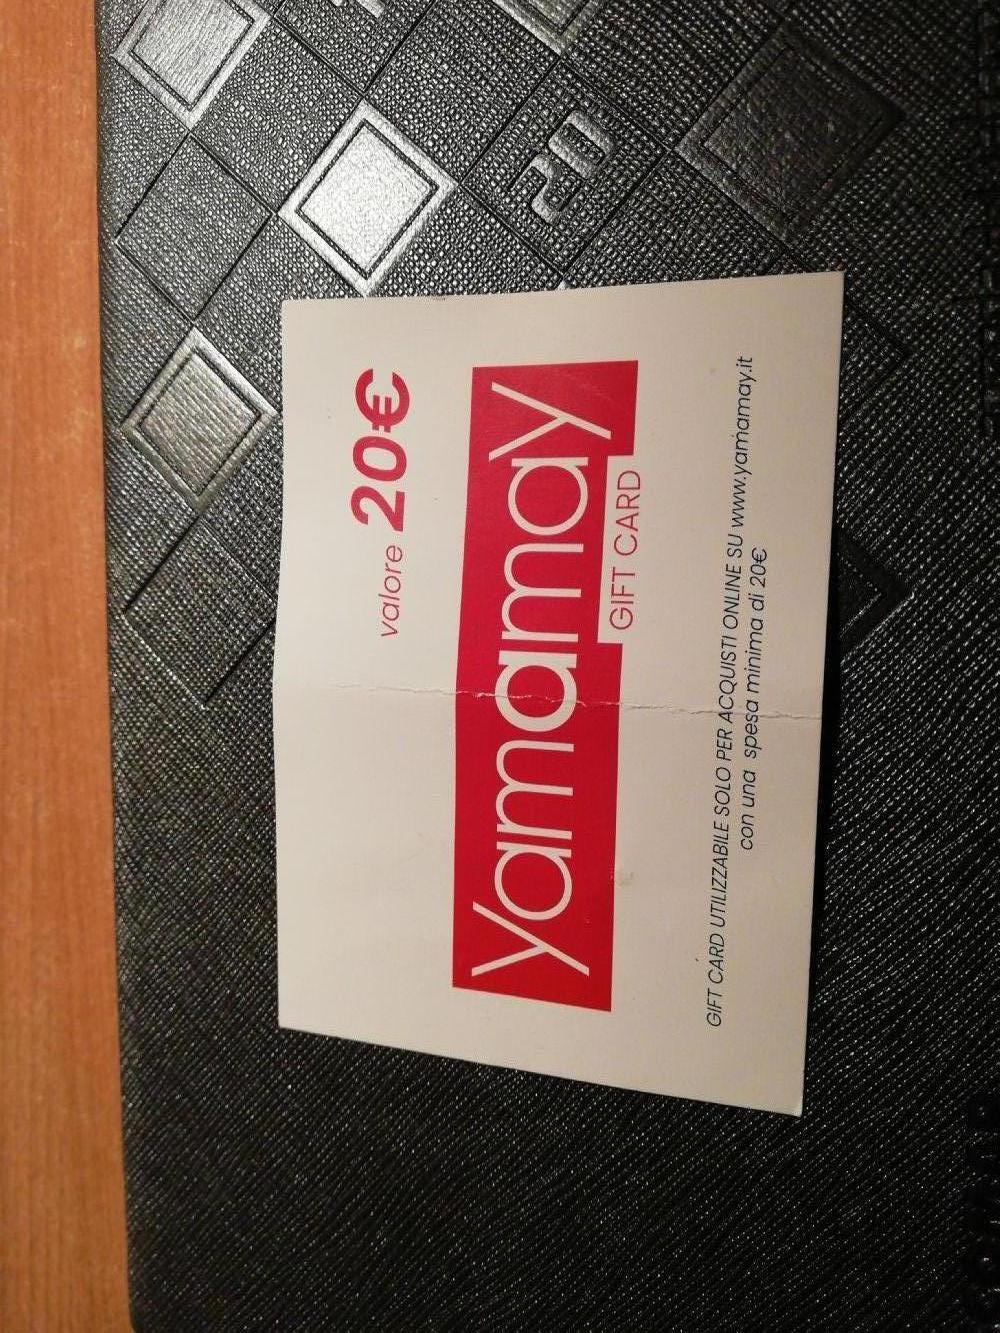 valore 20€
yamamay
GIFT CARD
GIFT CARD UTILIZZABILE SOLO PER ACQUISTI ONLINE SU www.yamamay.it
con una spesa minima di 20€
20